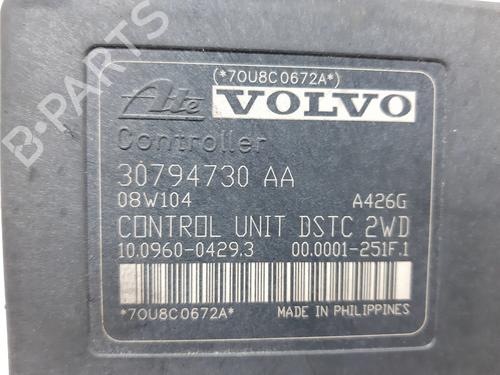 (*70U8C0672A*)
Ate VOLVO
Controller
30794730 AA
08W104 A426G
CONTROL UNIT DSTC 2WD
10.0960-0429.3 00.0001-251F.1
*70U8C0672A* MADE IN PHILIPPINES
B-PARTS